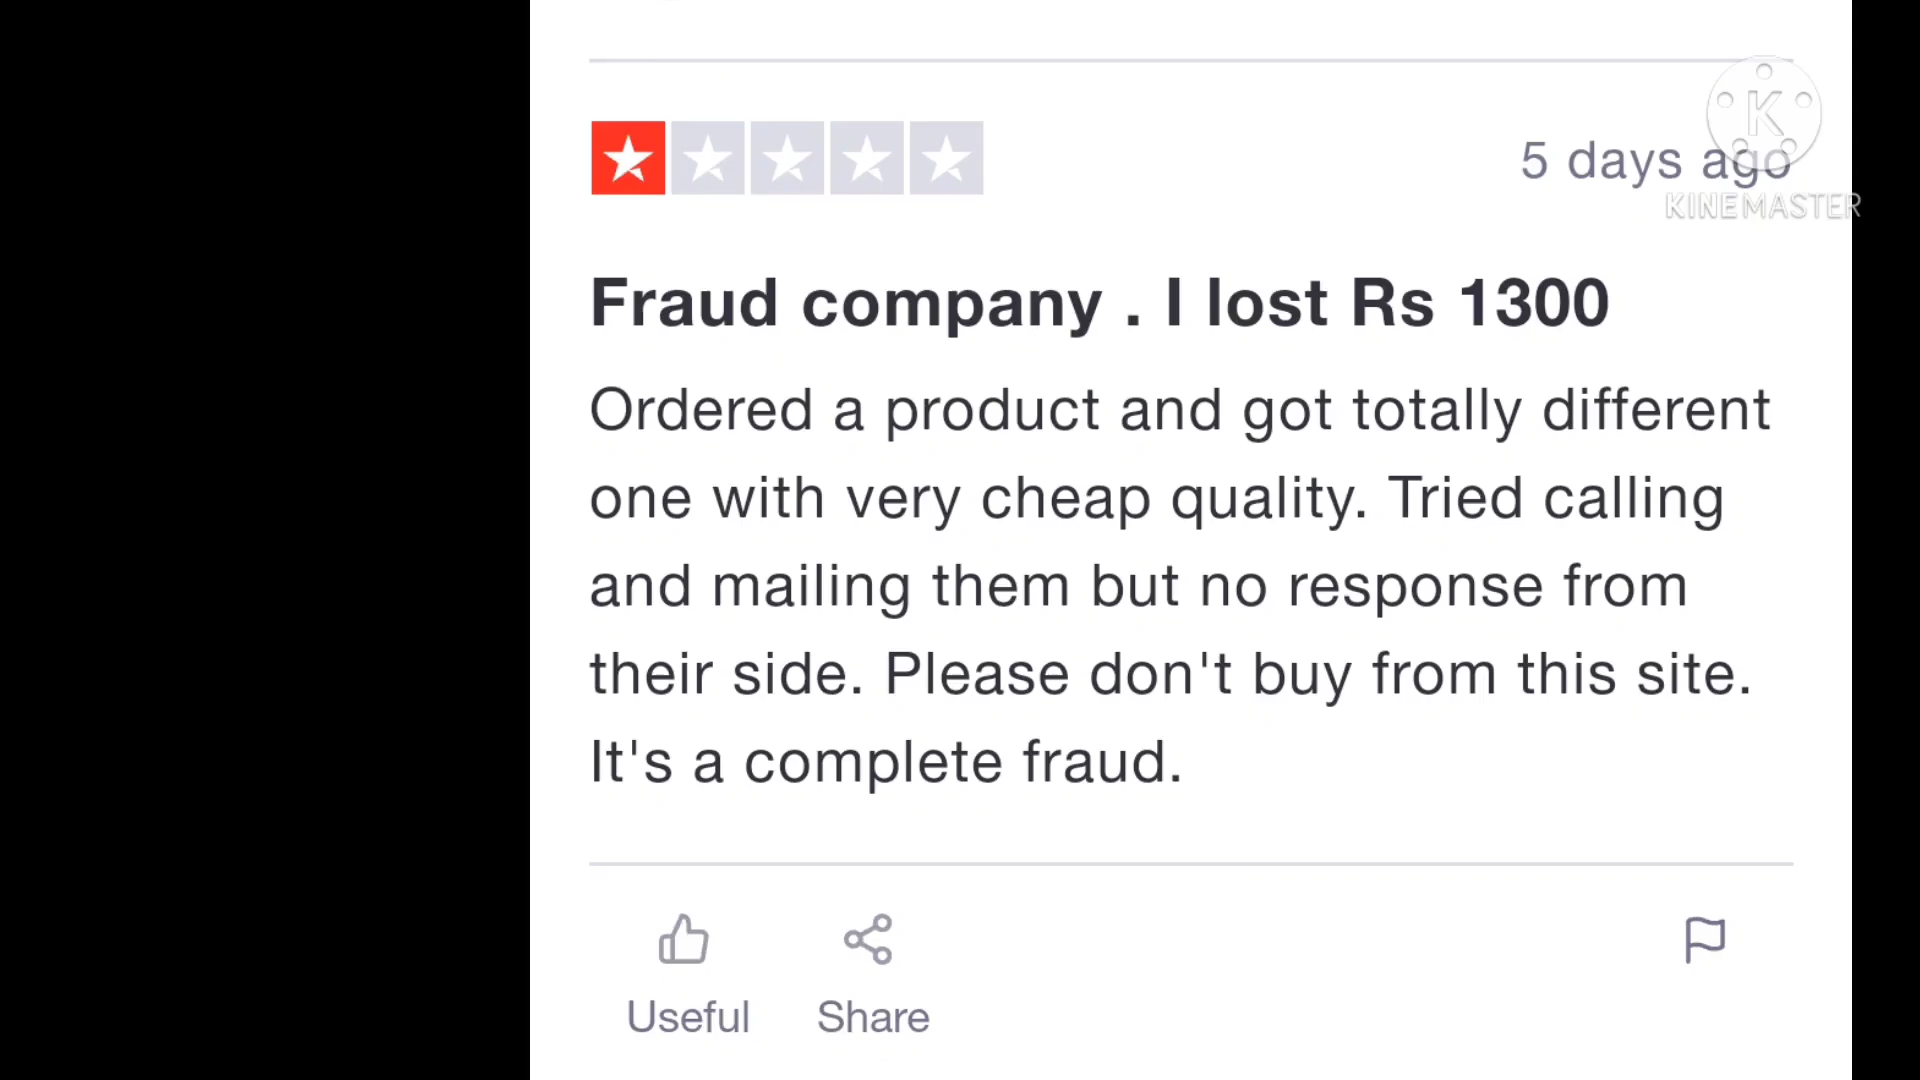 5 days ago
K
KINEMASTER
Fraud company . I lost Rs 1300
Ordered a product and got totally different
one with very cheap quality. Tried calling
and mailing them but no response from
their side. Please don't buy from this site.
It's a complete fraud.
Useful
Share